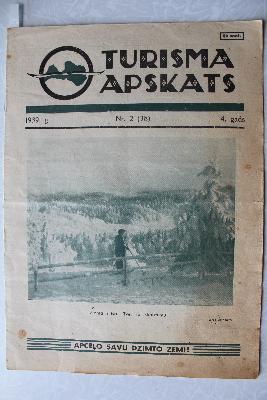 TURISMA
APSKATS
1939. g.
Nr. 2 (38)
4. gads
APCEĻO SAVU DZIMTO ZEMI!